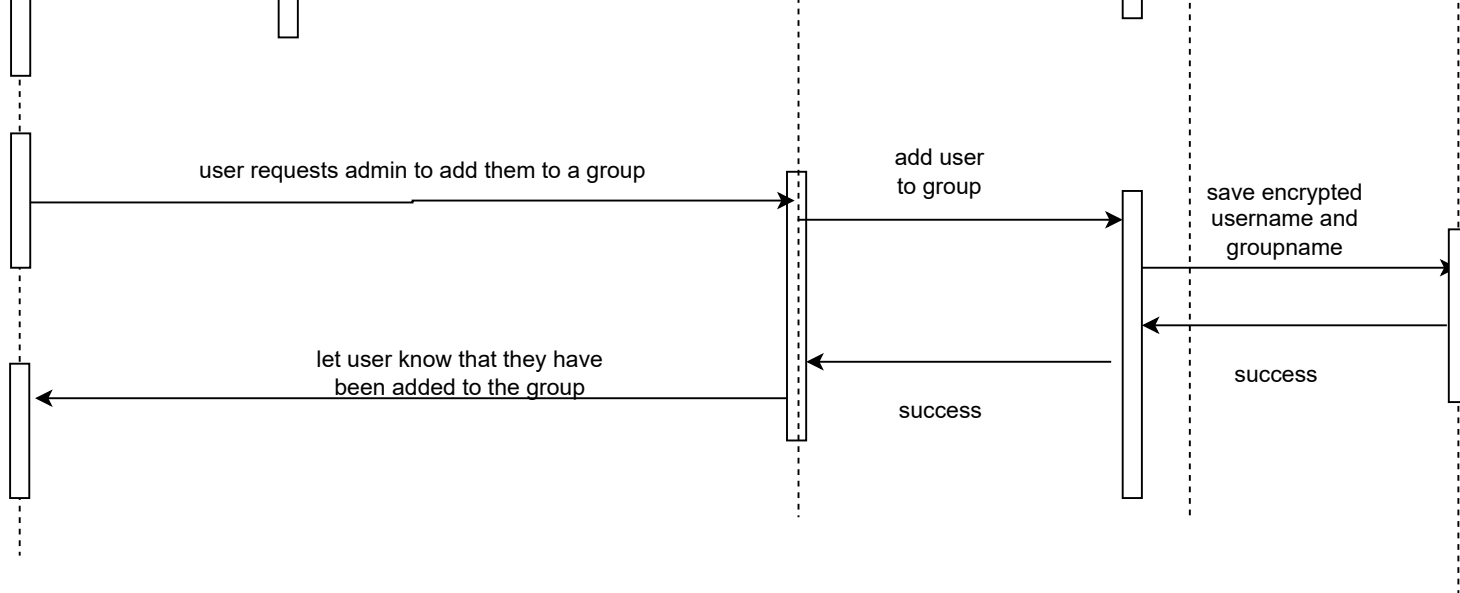 user requests admin to add them to a group
add user
to group
save encrypted
username and
groupname
let user know that they have
been added to the group
success
success